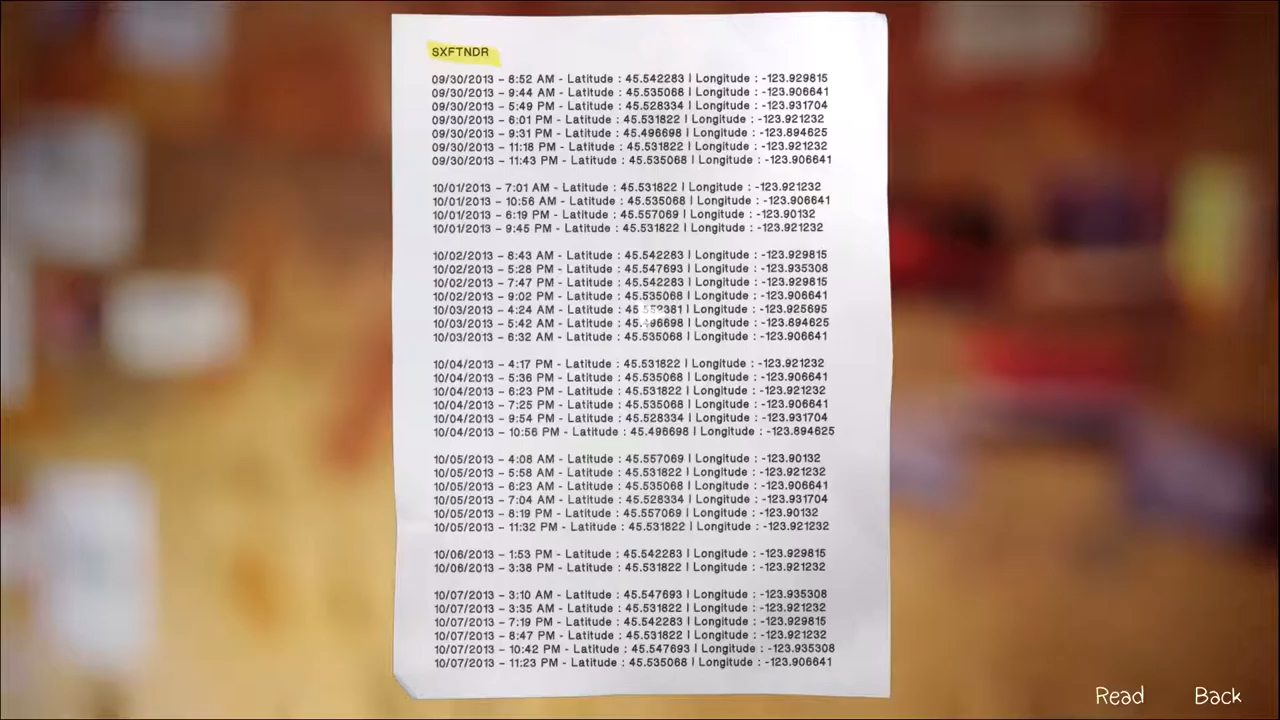 SXFTNDR
09/30/2013 – 8:52 AM - Latitude : 45.542283 | Longitude : -123.929815
09/30/2013 – 9:44 AM - Latitude : 45.535068 | Longitude : -123.906641
09/30/2013 – 5:49 PM - Latitude : 45.528334 | Longitude : -123.931704
09/30/2013 – 6:01 PM - Latitude : 45.531822 | Longitude : -123.921232
09/30/2013 – 9:31 PM - Latitude : 45.496698 | Longitude : -123.894625
09/30/2013 – 11:18 PM - Latitude : 45.531822 | Longitude : -123.921232
09/30/2013 – 11:43 PM - Latitude : 45.535068 | Longitude : -123.906641
10/01/2013 – 7:01 AM - Latitude : 45.531822 | Longitude : -123.921232
10/01/2013 – 10:56 AM - Latitude : 45.535068 | Longitude : -123.906641
10/01/2013 – 6:19 PM - Latitude : 45.557069 | Longitude : -123.90132
10/01/2013 – 9:45 PM - Latitude : 45.531822 | Longitude : -123.921232
10/02/2013 – 8:43 AM - Latitude : 45.542283 | Longitude : -123.929815
10/02/2013 – 5:28 PM - Latitude : 45.547693 | Longitude : -123.935308
10/02/2013 – 7:47 PM - Latitude : 45.542283 | Longitude : -123.929815
10/02/2013 – 9:02 PM - Latitude : 45.535068 | Longitude : -123.906641
10/03/2013 – 4:24 AM - Latitude : 45.552381 | Longitude : -123.925695
10/03/2013 – 5:42 AM - Latitude : 45.496698 | Longitude : -123.894625
10/03/2013 – 6:32 AM - Latitude : 45.535068 | Longitude : -123.906641
10/04/2013 – 4:17 PM - Latitude : 45.531822 | Longitude : -123.921232
10/04/2013 – 5:36 PM - Latitude : 45.535068 | Longitude : -123.906641
10/04/2013 – 6:23 PM - Latitude : 45.531822 | Longitude : -123.921232
10/04/2013 – 7:25 PM - Latitude : 45.535068 | Longitude : -123.906641
10/04/2013 – 9:54 PM - Latitude : 45.528334 | Longitude : -123.931704
10/04/2013 – 10:56 PM - Latitude : 45.496698 | Longitude : -123.894625
10/05/2013 – 4:08 AM - Latitude : 45.557069 | Longitude : -123.90132
10/05/2013 – 5:58 AM - Latitude : 45.531822 | Longitude : -123.921232
10/05/2013 – 6:23 AM - Latitude : 45.535068 | Longitude : -123.906641
10/05/2013 – 7:04 AM - Latitude : 45.528334 | Longitude : -123.931704
10/05/2013 – 8:19 PM - Latitude : 45.557069 | Longitude : -123.90132
10/05/2013 – 11:32 PM - Latitude : 45.531822 | Longitude : -123.921232
10/06/2013 – 1:53 PM - Latitude : 45.542283 | Longitude : -123.929815
10/06/2013 – 3:38 PM - Latitude : 45.531822 | Longitude : -123.921232
10/07/2013 – 3:10 AM - Latitude : 45.547693 | Longitude : -123.935308
10/07/2013 – 3:35 AM - Latitude : 45.531822 | Longitude : -123.921232
10/07/2013 – 7:19 PM - Latitude : 45.542283 | Longitude : -123.929815
10/07/2013 – 8:47 PM - Latitude : 45.531822 | Longitude : -123.921232
10/07/2013 – 10:42 PM - Latitude : 45.547693 | Longitude : -123.935308
10/07/2013 – 11:23 PM - Latitude : 45.535068 | Longitude : -123.906641
Read Back